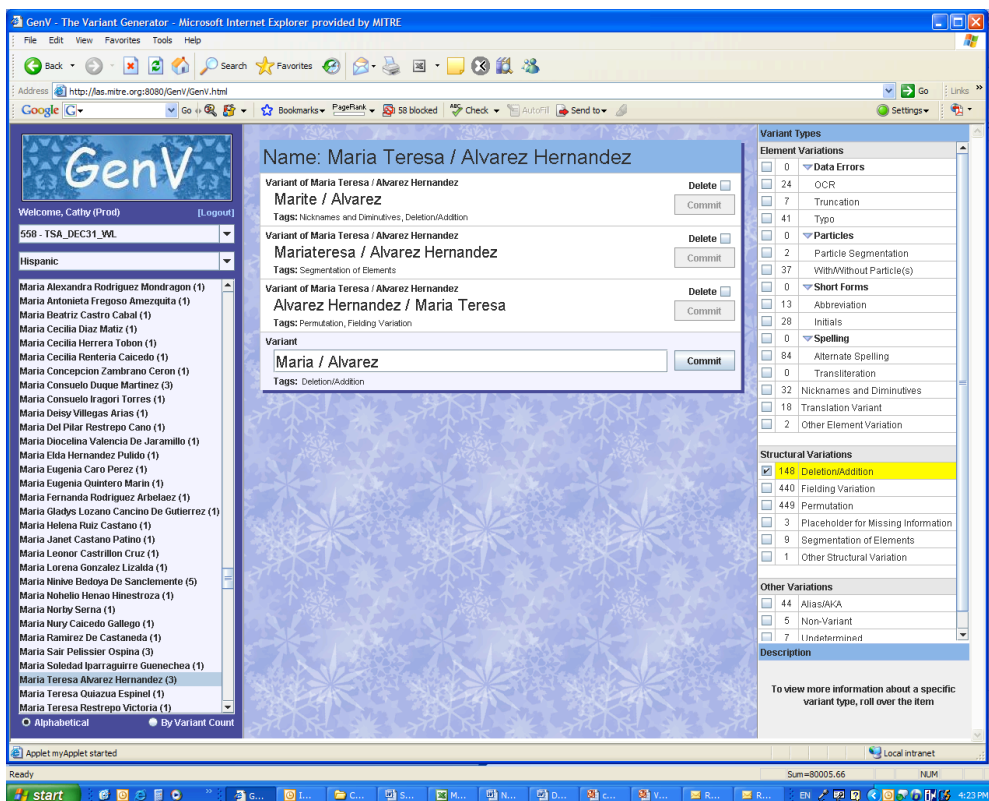 GenV - The Variant Generator - Microsoft Internet Explorer provided by MITRE
File Edit View Favorites Tools Help
Back Search Favorites
Address http://las.mitre.org:8080/GenV/GenV.html Go Links »
Google G Go Bookmarks PageRank 58 blocked ABC Check AutoFill Send to Settings
GenV
Welcome, Cathy (Prod) [Logout]
558 - TSA_DEC31_WL
Hispanic
Maria Alexandra Rodriguez Mondragon (1)
Maria Antonieta Fregoso Amezquita (1)
Maria Beatriz Castro Cabal (1)
Maria Cecilia Diaz Matiz (1)
Maria Cecilia Herrera Tobon (1)
Maria Cecilia Renteria Caicedo (1)
Maria Concepcion Zambrano Ceron (1)
Maria Consuelo Duque Martinez (3)
Maria Consuelo Iragori Torres (1)
Maria Deisy Villegas Arias (1)
Maria Del Pilar Restrepo Cano (1)
Maria Diocelina Valencia De Jaramillo (1)
Maria Elda Hernandez Pulido (1)
Maria Eugenia Caro Perez (1)
Maria Eugenia Quintero Marin (1)
Maria Fernanda Rodriguez Arbelaez (1)
Maria Gladys Lozano Cancino De Gutierrez (1)
Maria Helena Ruiz Castano (1)
Maria Janet Castano Patino (1)
Maria Leonor Castrillon Cruz (1)
Maria Lorena Gonzalez Lizalda (1)
Maria Ninive Bedoya De Sanclemente (5)
Maria Nohelio Henao Hinestroza (1)
Maria Norby Serna (1)
Maria Nury Caicedo Gallego (1)
Maria Ramirez De Castaneda (1)
Maria Sair Pelissier Ospina (3)
Maria Soledad Iparraguirre Guenechea (1)
Maria Teresa Alvarez Hernandez (3)
Maria Teresa Quiazua Espinel (1)
Maria Teresa Restrepo Victoria (1)
Alphabetical By Variant Count
Name: Maria Teresa / Alvarez Hernandez
Variant of Maria Teresa / Alvarez Hernandez
Delete
Marite / Alvarez
Commit
Tags: Nicknames and Diminutives, Deletion/Addition
Variant of Maria Teresa / Alvarez Hernandez
Delete
Mariateresa / Alvarez Hernandez
Commit
Tags: Segmentation of Elements
Variant of Maria Teresa / Alvarez Hernandez
Delete
Alvarez Hernandez / Maria Teresa
Commit
Tags: Permutation, Fielding Variation
Variant
Maria / Alvarez
Commit
Tags: Deletion/Addition
Variant Types
Element Variations
0 Data Errors
24 OCR
7 Truncation
41 Typo
0 Particles
2 Particle Segmentation
37 With/Without Particle(s)
0 Short Forms
13 Abbreviation
28 Initials
0 Spelling
84 Alternate Spelling
0 Transliteration
32 Nicknames and Diminutives
18 Translation Variant
2 Other Element Variation
Structural Variations
148 Deletion/Addition
440 Fielding Variation
449 Permutation
3 Placeholder for Missing Information
9 Segmentation of Elements
1 Other Structural Variation
Other Variations
44 Alias/AKA
5 Non-Variant
7 Undetermined
Description
To view more information about a specific
variant type, roll over the item
Applet myApplet started Local intranet
Ready Sum=80005.66 NUM
start » G... I... C... S... M... N... D... c... V... R... R... EN 4:23 PM